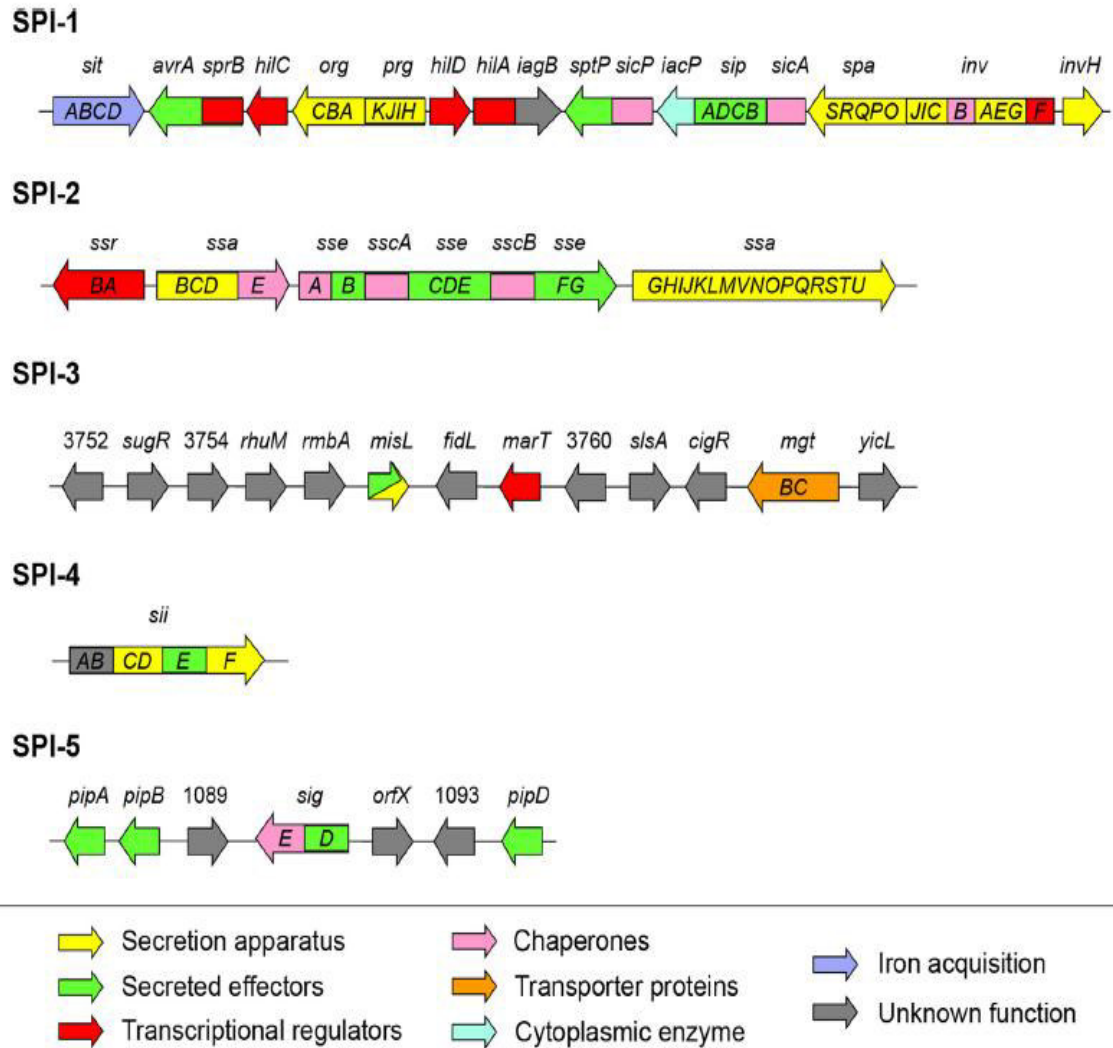 SPI-1
sit avrA sprB hilC org prg hilD hilA iagB sptP sicP iacP sip sicA spa inv invH
ABCD CBA KJIH ADCB SRQPO JIC B AEG F
SPI-2
ssr ssa sse sscA sse sscB sse ssa
BA BCD E A B CDE FG GHIJKLMVNOPQRSTU
SPI-3
3752 sugR 3754 rhuM rmbA misL fidL marT 3760 slsA cigR mgt yicL
BC
SPI-4
sii
AB CD E F
SPI-5
pipA pipB 1089 sig orfX 1093 pipD
E D
Secretion apparatus
Secreted effectors
Transcriptional regulators
Chaperones
Transporter proteins
Cytoplasmic enzyme
Iron acquisition
Unknown function